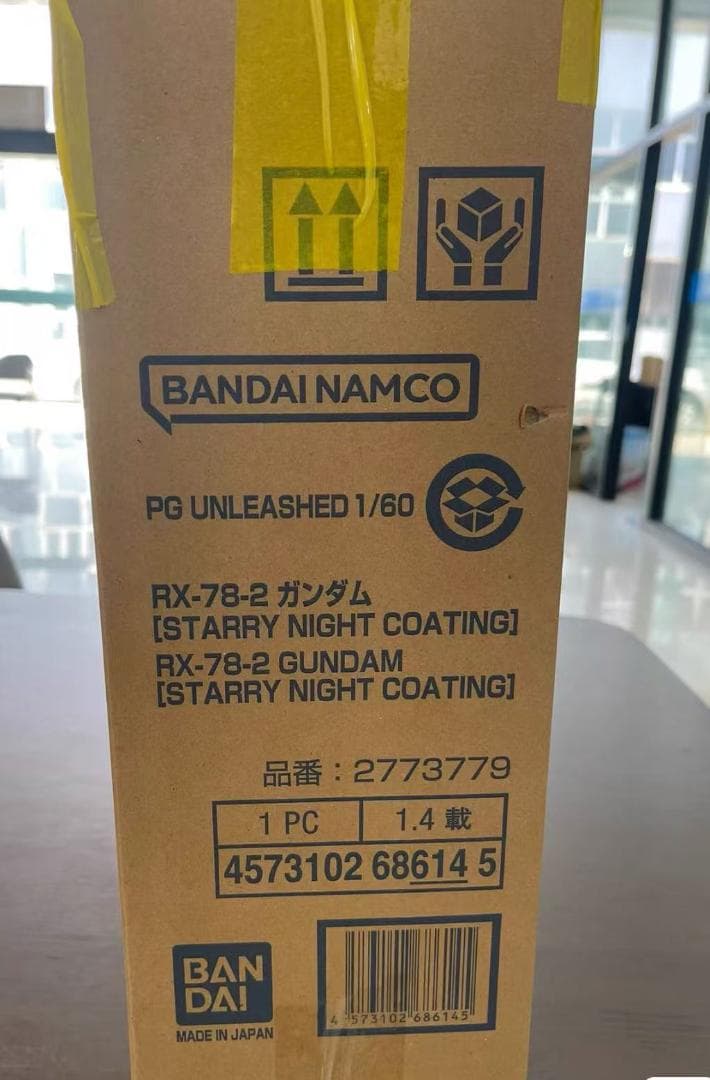 BANDAI NAMCO
PG UNLEASHED 1/60
RX-78-2 ガンダム
[STARRY NIGHT COATING]
RX-78-2 GUNDAM
[STARRY NIGHT COATING]
品番：2773779
1 PC 1.4 載
4573102 68614 5
BAN
DAI
MADE IN JAPAN
4 573102 686145